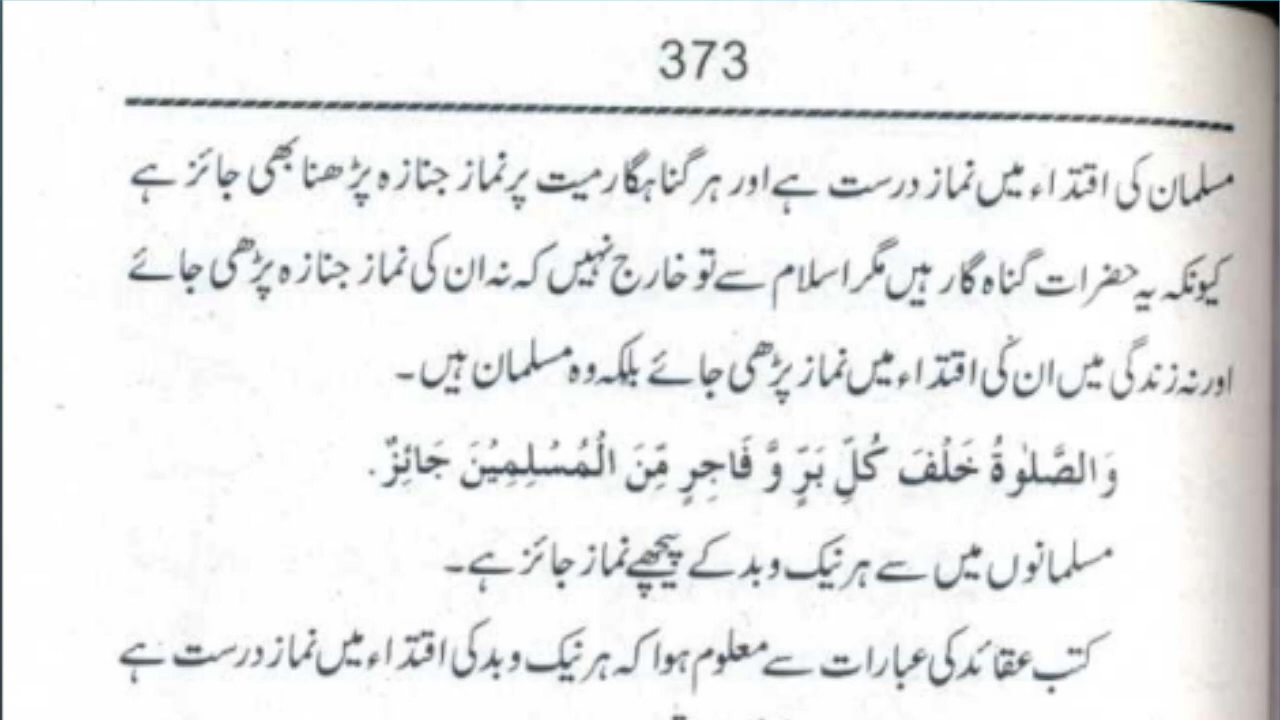 373
مسلمان کی اقتداء میں نماز درست ہے اور ہر گناہگار میت پر نماز جنازہ پڑھنا بھی جائز ہے
کیونکہ یہ حضرات گناہ گار ہیں مگر اسلام سے تو خارج نہیں کہ نہ ان کی نماز جنازہ پڑھی جائے
اور نہ زندگی میں ان کی اقتداء میں نماز پڑھی جائے بلکہ وہ مسلمان ہیں۔
وَالصَّلٰوةُ خَلْفَ كُلِّ بَرٍّ وَّ فَاجِرٍ مِّنَ الْمُسْلِمِيْنَ جَائِزٌ.
مسلمانوں میں سے ہر نیک و بد کے پیچھے نماز جائز ہے۔
کتب عقائد کی عبارات سے معلوم ہوا کہ ہر نیک و بد کی اقتداء میں نماز درست ہے